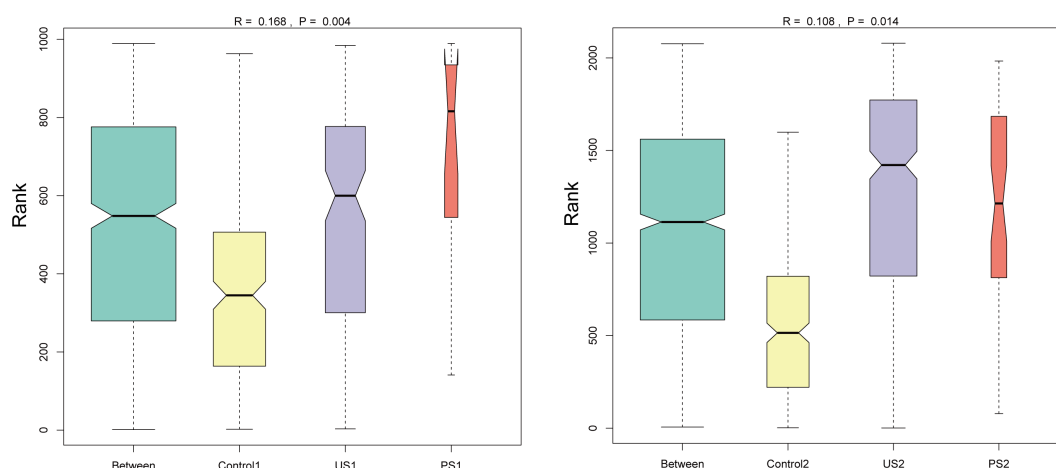 R = 0.168 , P = 0.004
Rank
1000
800
600
400
200
0
Between Control1 US1 PS1
R = 0.108 , P = 0.014
Rank
2000
1500
1000
500
0
Between Control2 US2 PS2